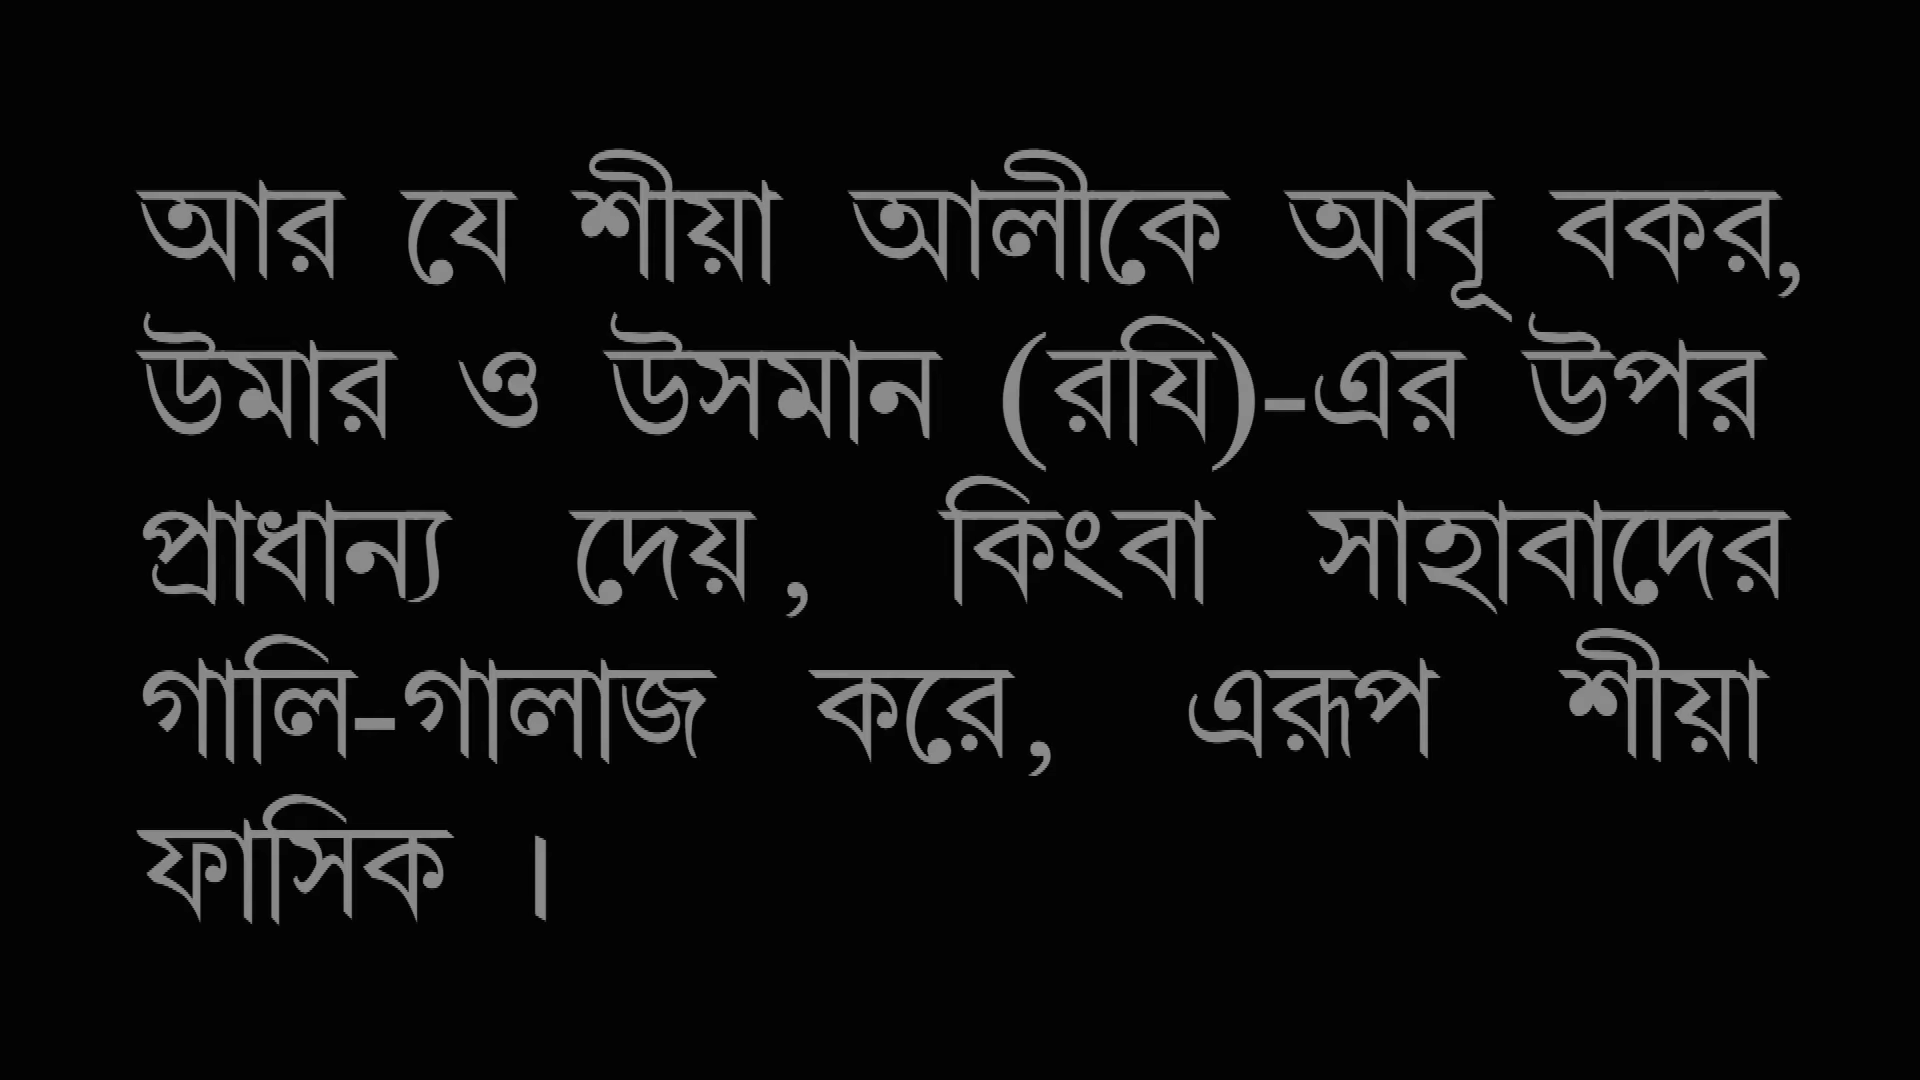 আর যে শীয়া আলীকে আবূ বকর,
উমার ও উসমান (রযি)-এর উপর
প্রাধান্য দেয়, কিংবা সাহাবাদের
গালি-গালাজ করে, এরূপ শীয়া
ফাসিক ।